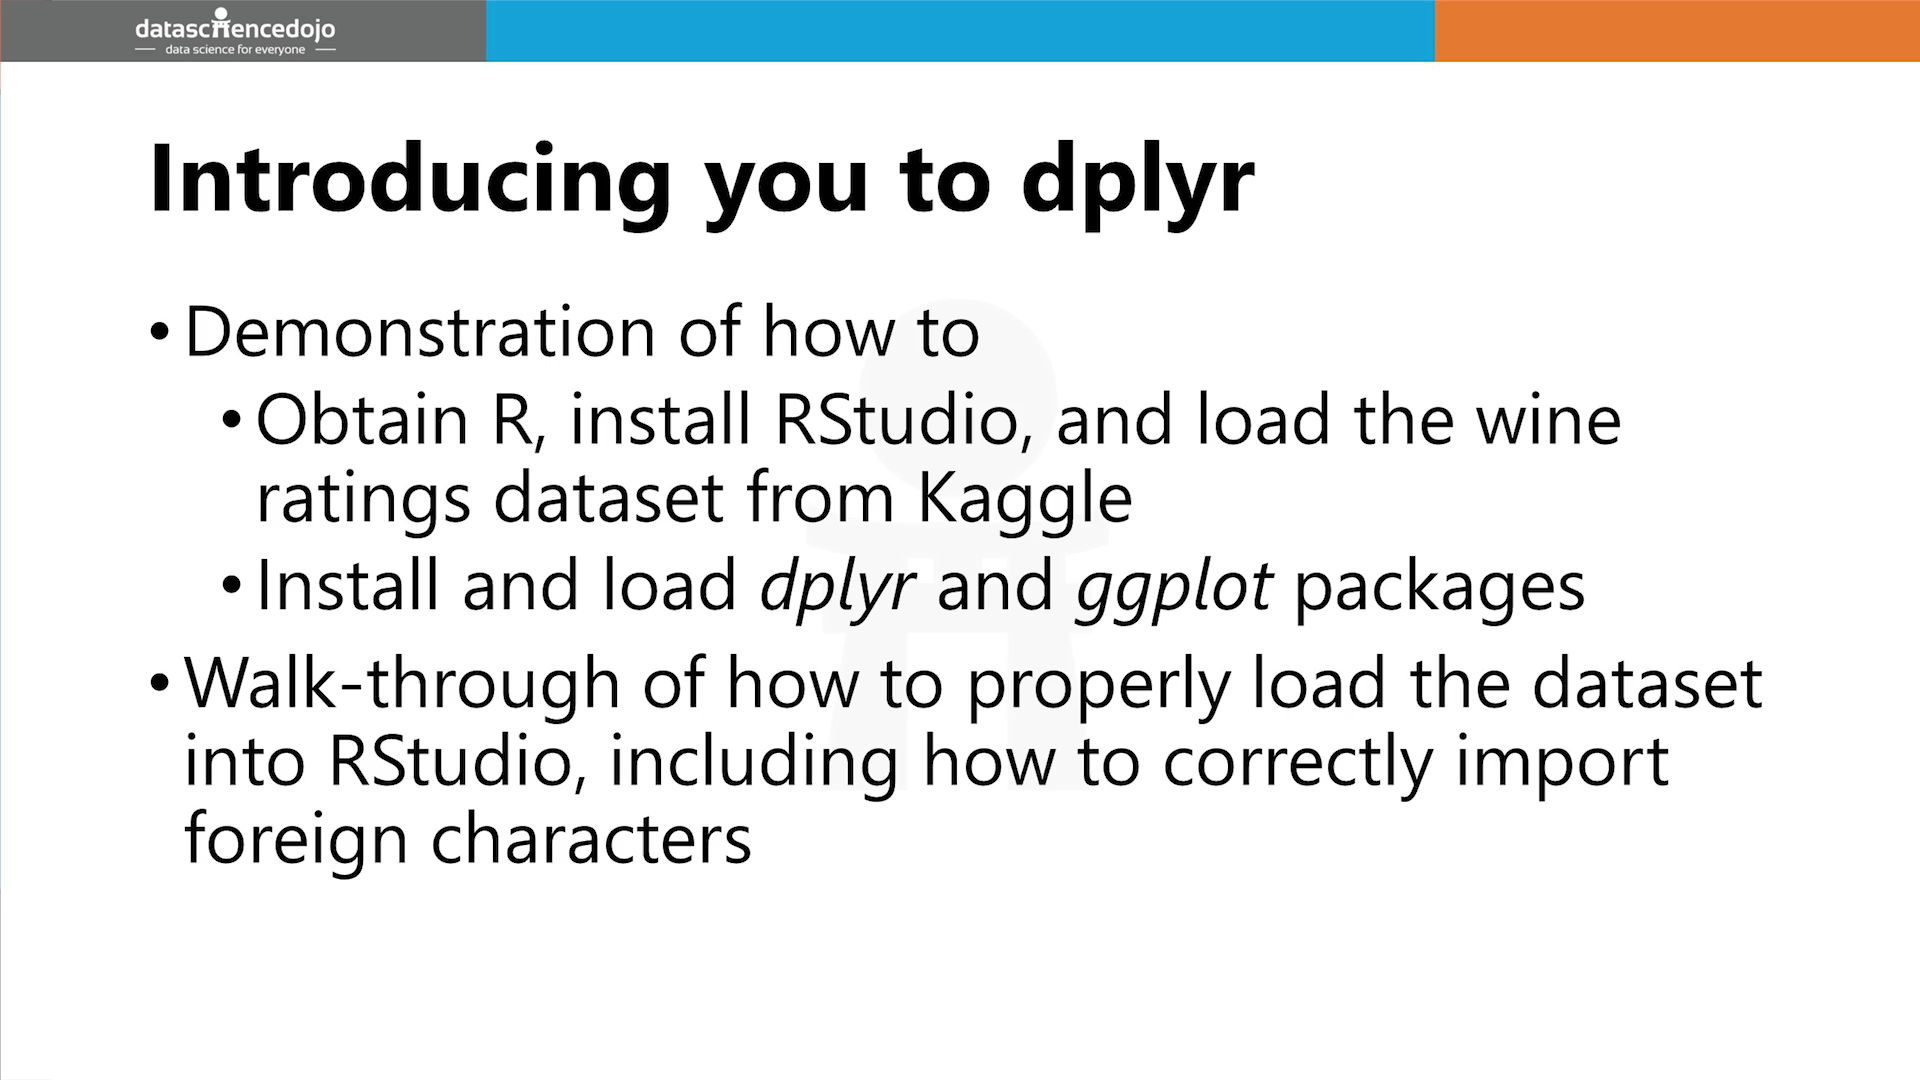 datasciencedojo
data science for everyone
Introducing you to dplyr
• Demonstration of how to
• Obtain R, install RStudio, and load the wine
ratings dataset from Kaggle
• Install and load dplyr and ggplot packages
• Walk-through of how to properly load the dataset
into RStudio, including how to correctly import
foreign characters